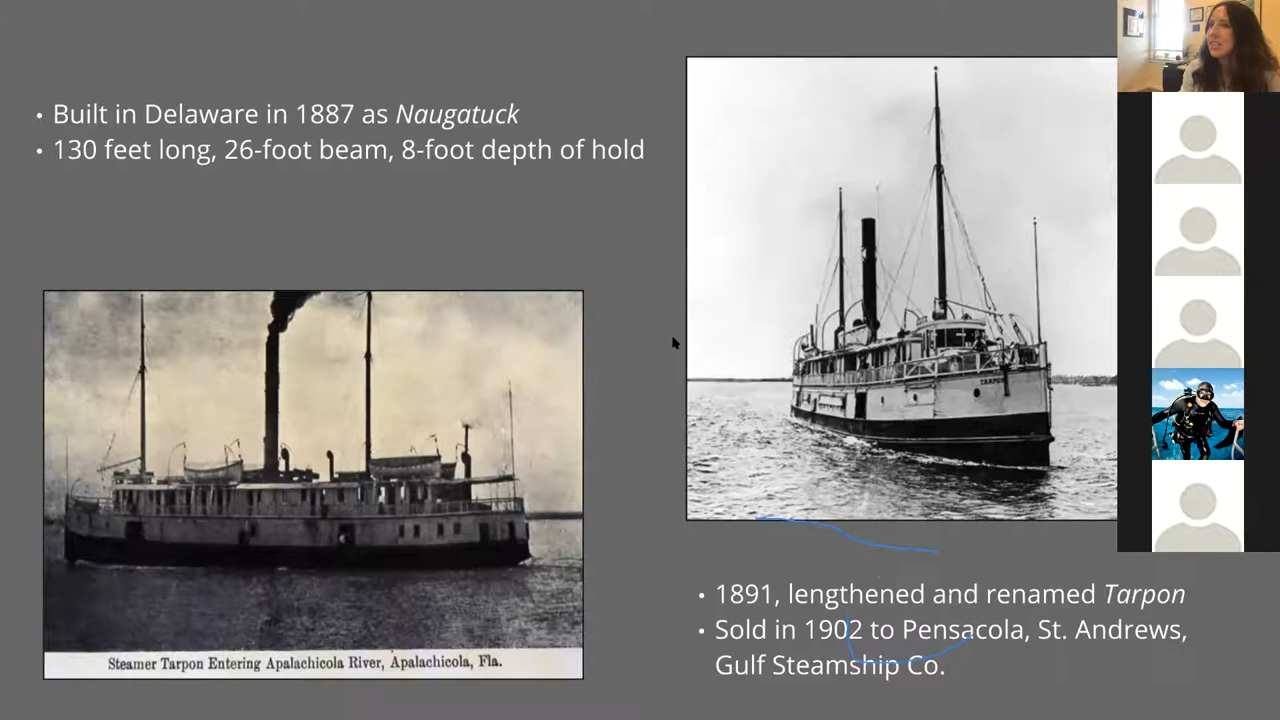 • Built in Delaware in 1887 as Naugatuck
• 130 feet long, 26-foot beam, 8-foot depth of hold
TARPON
Steamer Tarpon Entering Apalachicola River, Apalachicola, Fla.
• 1891, lengthened and renamed Tarpon
• Sold in 1902 to Pensacola, St. Andrews,
Gulf Steamship Co.